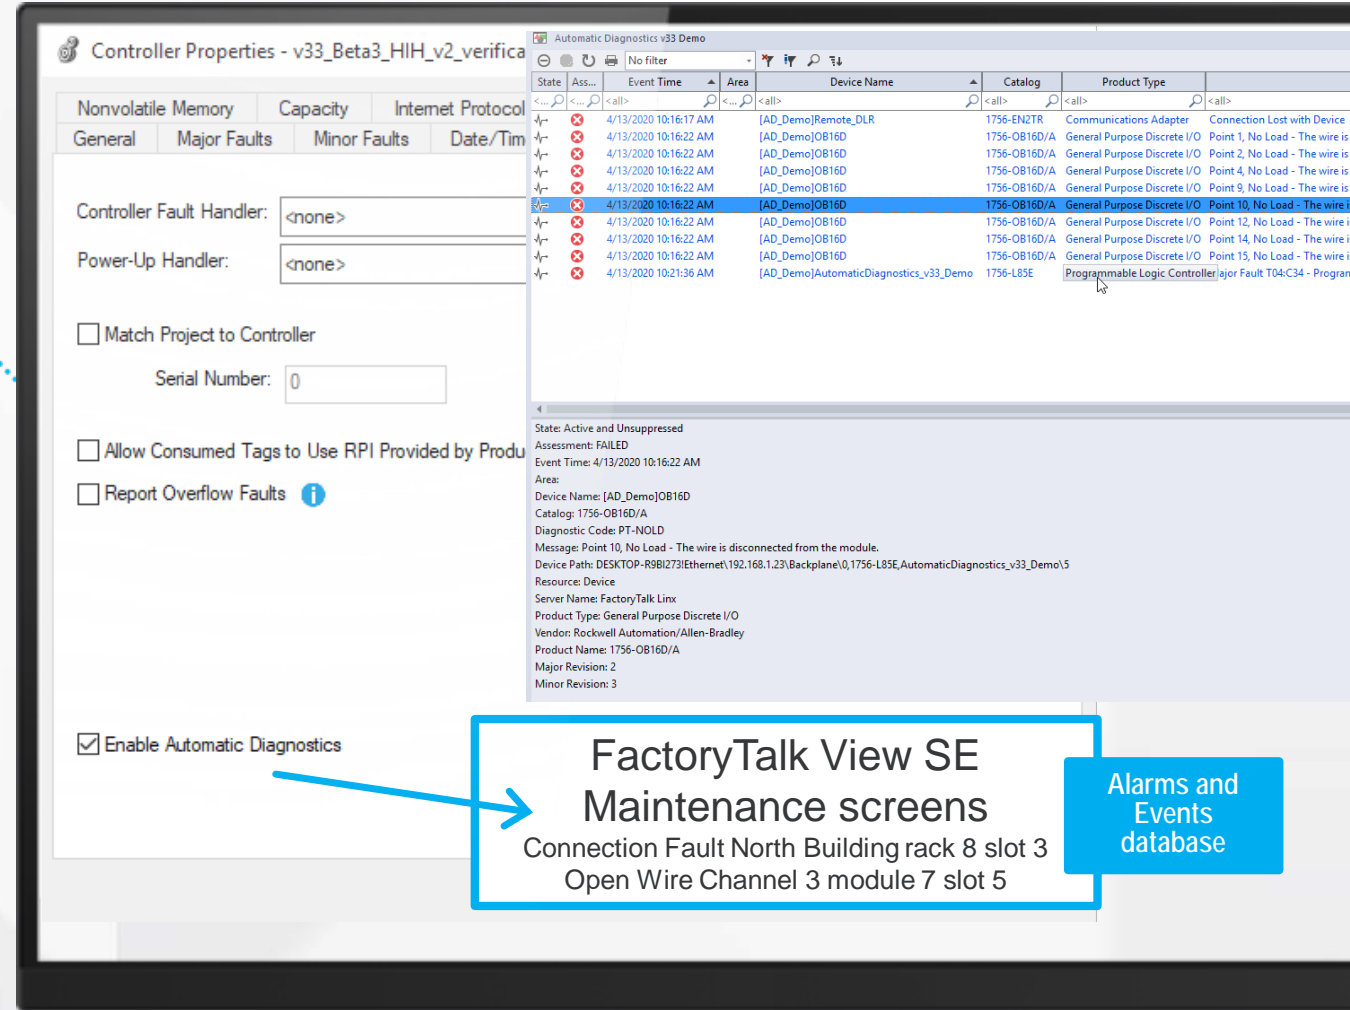 Controller Properties - v33_Beta3_HIH_v2_verifica
Nonvolatile Memory Capacity Internet Protocol
General Major Faults Minor Faults Date/Tim
Controller Fault Handler: <none>
Power-Up Handler: <none>
Match Project to Controller
Serial Number: 0
Allow Consumed Tags to Use RPI Provided by Produ
Report Overflow Faults
Enable Automatic Diagnostics
Automatic Diagnostics v33 Demo
No filter
State Ass... Event Time Area Device Name Catalog Product Type
<... <... <all> <... <all> <all> <all> <all>
4/13/2020 10:16:17 AM [AD_Demo]Remote_DLR 1756-EN2TR Communications Adapter Connection Lost with Device
4/13/2020 10:16:22 AM [AD_Demo]OB16D 1756-OB16D/A General Purpose Discrete I/O Point 1, No Load - The wire is
4/13/2020 10:16:22 AM [AD_Demo]OB16D 1756-OB16D/A General Purpose Discrete I/O Point 2, No Load - The wire is
4/13/2020 10:16:22 AM [AD_Demo]OB16D 1756-OB16D/A General Purpose Discrete I/O Point 4, No Load - The wire is
4/13/2020 10:16:22 AM [AD_Demo]OB16D 1756-OB16D/A General Purpose Discrete I/O Point 9, No Load - The wire is
4/13/2020 10:16:22 AM [AD_Demo]OB16D 1756-OB16D/A General Purpose Discrete I/O Point 10, No Load - The wire i
4/13/2020 10:16:22 AM [AD_Demo]OB16D 1756-OB16D/A General Purpose Discrete I/O Point 12, No Load - The wire i
4/13/2020 10:16:22 AM [AD_Demo]OB16D 1756-OB16D/A General Purpose Discrete I/O Point 14, No Load - The wire i
4/13/2020 10:16:22 AM [AD_Demo]OB16D 1756-OB16D/A General Purpose Discrete I/O Point 15, No Load - The wire i
4/13/2020 10:21:36 AM [AD_Demo]AutomaticDiagnostics_v33_Demo 1756-L85E Programmable Logic Controller ajor Fault T04:C34 - Program
State: Active and Unsuppressed
Assessment: FAILED
Event Time: 4/13/2020 10:16:22 AM
Area:
Device Name: [AD_Demo]OB16D
Catalog: 1756-OB16D/A
Diagnostic Code: PT-NOLD
Message: Point 10, No Load - The wire is disconnected from the module.
Device Path: DESKTOP-R9BI273!Ethernet\192.168.1.23\Backplane\0,1756-L85E,AutomaticDiagnostics_v33_Demo\5
Resource: Device
Server Name: FactoryTalk Linx
Product Type: General Purpose Discrete I/O
Vendor: Rockwell Automation/Allen-Bradley
Product Name: 1756-OB16D/A
Major Revision: 2
Minor Revision: 3
FactoryTalk View SE
Maintenance screens
Connection Fault North Building rack 8 slot 3
Open Wire Channel 3 module 7 slot 5
Alarms and
Events
database